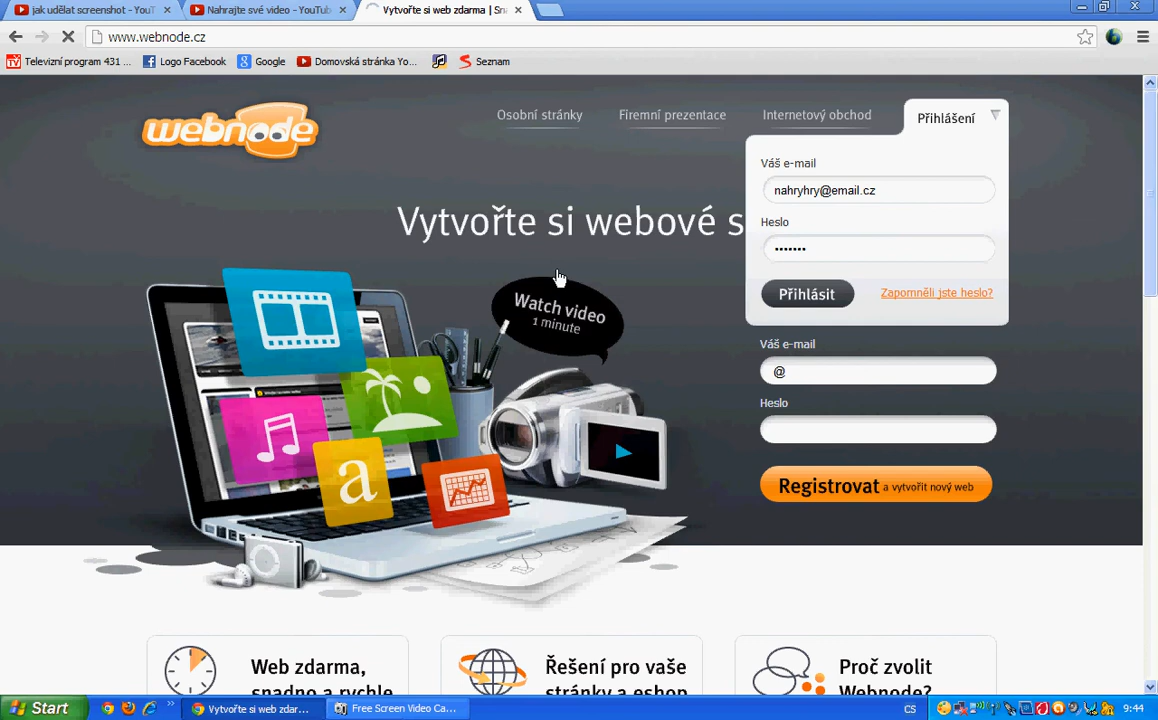 jak udělat screenshot - YouT
Nahrajte své video - YouTub
Vytvořte si web zdarma | Sna
www.webnode.cz
Televizní program 431 ...
Logo Facebook
Google
Domovská stránka Yo...
Seznam
webnode
Osobní stránky
Firemní prezentace
Internetový obchod
Přihlášení
Váš e-mail
nahryhry@email.cz
Heslo
•••••••
Vytvořte si webové s
Přihlásit
Zapomněli jste heslo?
Watch video
1 minute
Váš e-mail
@
Heslo
a
Registrovat a vytvořit nový web
Web zdarma,
snadno a rychle
Řešení pro vaše
stránky a eshop
Proč zvolit
Webnode?
Start
Vytvořte si web zdar...
Free Screen Video Ca...
CS
9:44